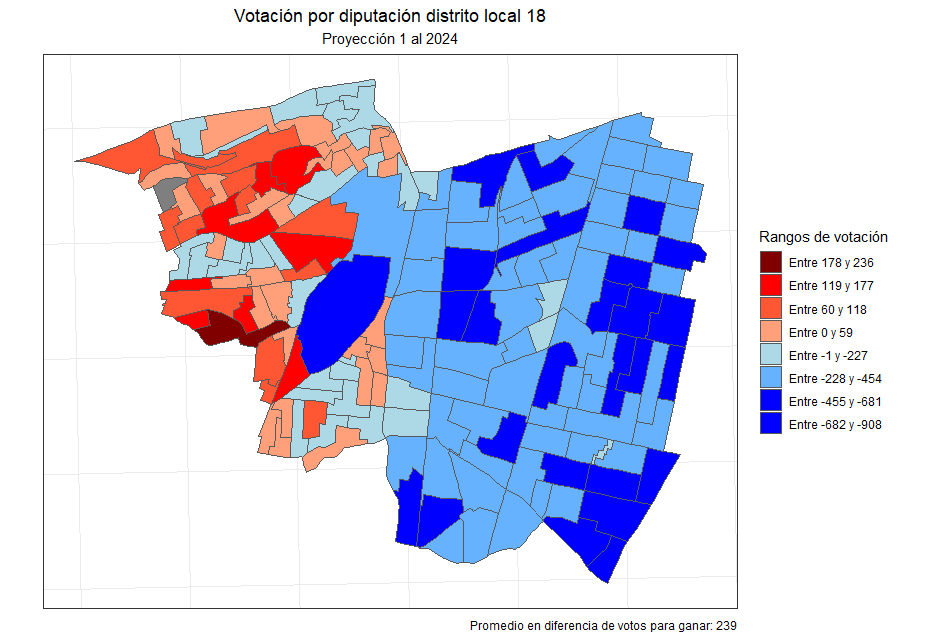 Votación por diputación distrito local 18
Proyección 1 al 2024
Rangos de votación
Entre 178 y 236
Entre 119 y 177
Entre 60 y 118
Entre 0 y 59
Entre -1 y -227
Entre -228 y -454
Entre -455 y -681
Entre -682 y -908
Promedio en diferencia de votos para ganar: 239